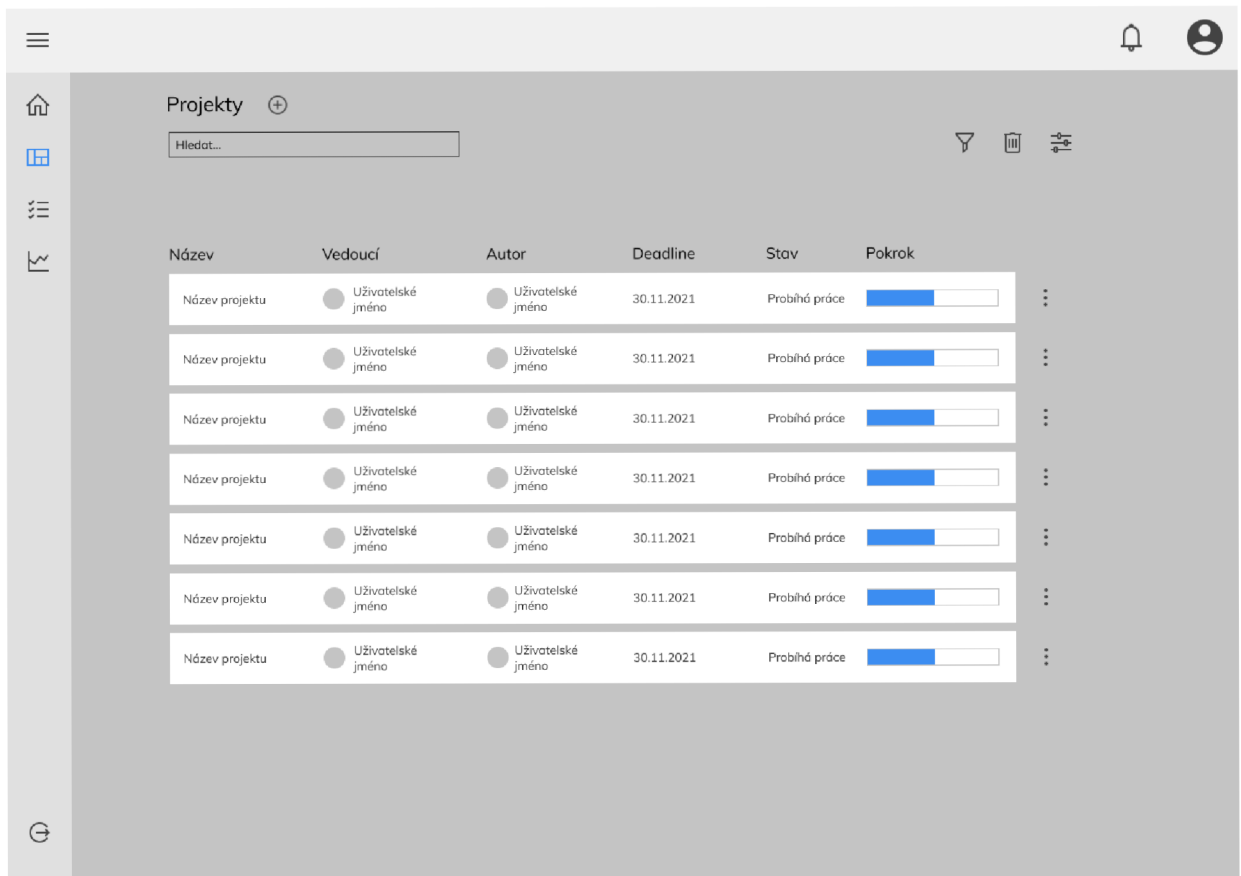 Projekty
Hledat...
Název Vedoucí Autor Deadline Stav Pokrok
Název projektu Uživatelské jméno Uživatelské jméno 30.11.2021 Probíhá práce
Název projektu Uživatelské jméno Uživatelské jméno 30.11.2021 Probíhá práce
Název projektu Uživatelské jméno Uživatelské jméno 30.11.2021 Probíhá práce
Název projektu Uživatelské jméno Uživatelské jméno 30.11.2021 Probíhá práce
Název projektu Uživatelské jméno Uživatelské jméno 30.11.2021 Probíhá práce
Název projektu Uživatelské jméno Uživatelské jméno 30.11.2021 Probíhá práce
Název projektu Uživatelské jméno Uživatelské jméno 30.11.2021 Probíhá práce